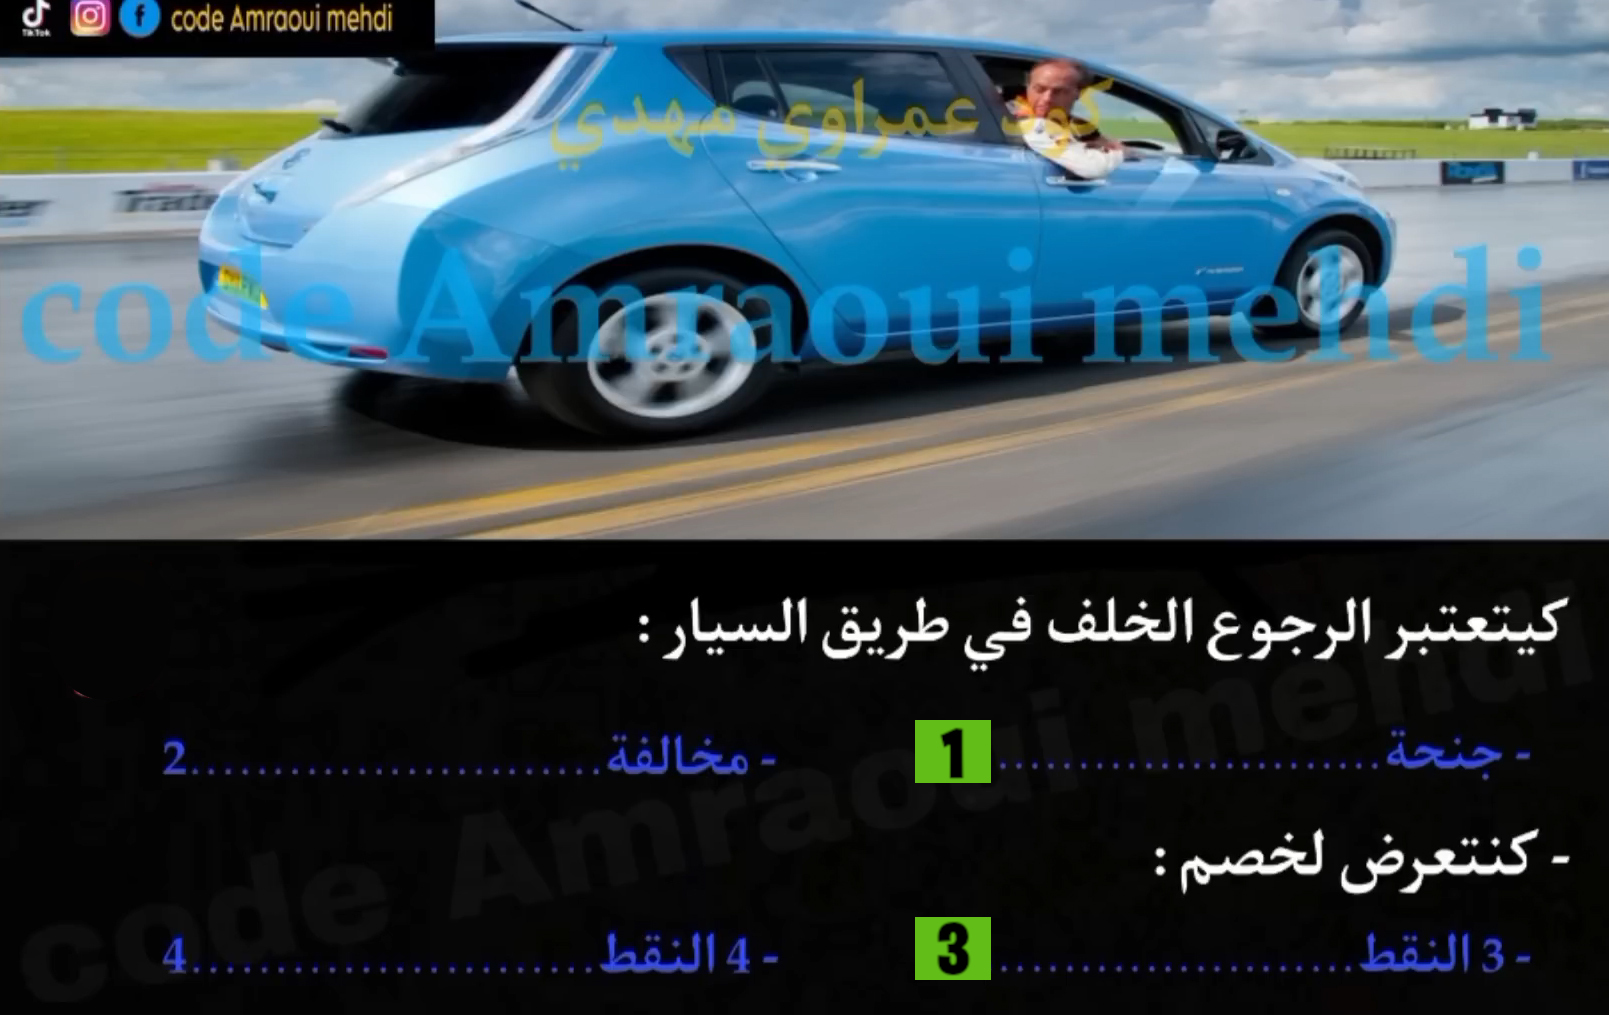 TikTok f code Amraoui mehdi
كود عمراوي مهدي
code Amraoui mehdi
كيتعتبر الرجوع الخلف في طريق السيار :
- جنحة........................ 1 - مخالفة..........................2
- كنتعرض لخصم :
- 3 النقط...................... 3 - 4 النقط.........................4
code Amraoui mehdi